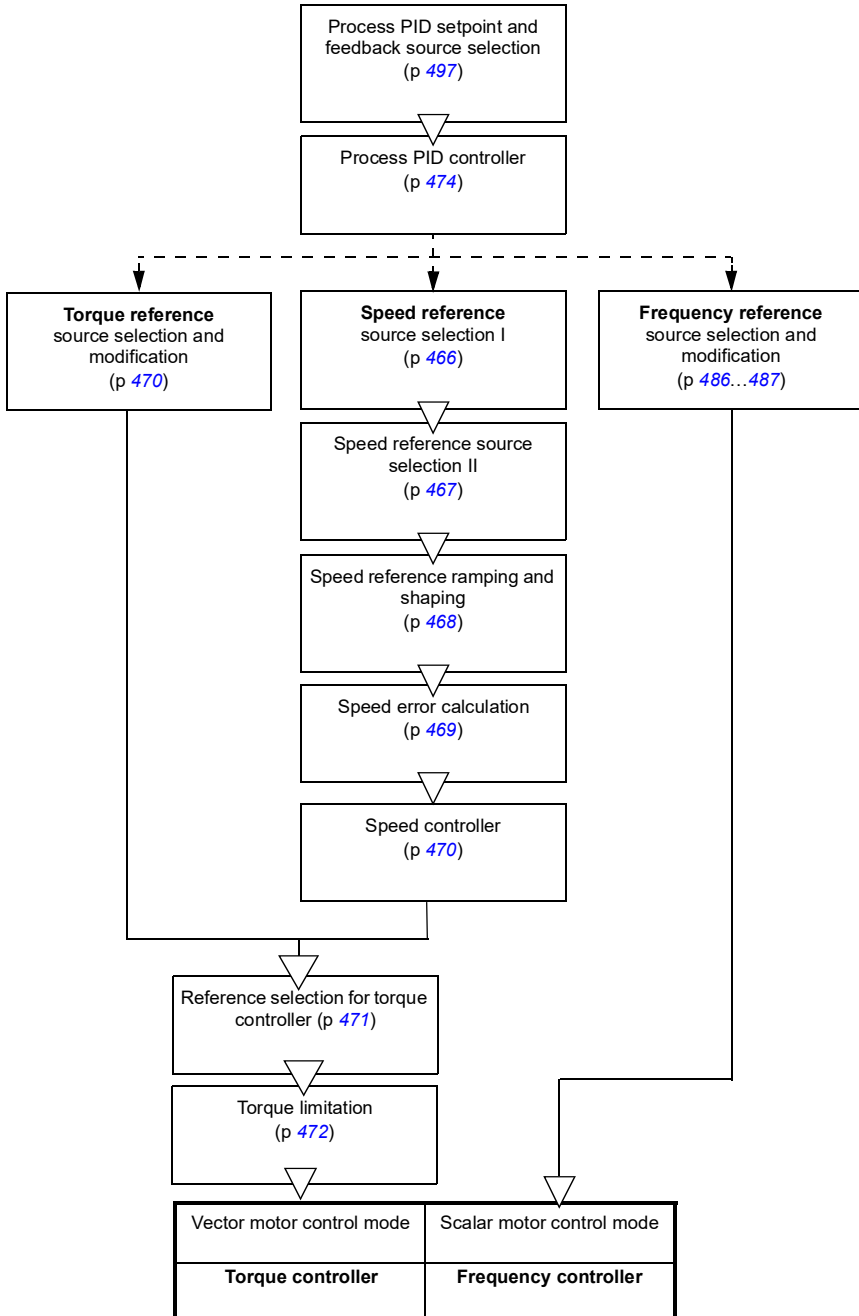 Process PID setpoint and
feedback source selection
(p 497)
Process PID controller
(p 474)
Torque reference
source selection and
modification
(p 470)
Speed reference
source selection I
(p 466)
Frequency reference
source selection and
modification
(p 486…487)
Speed reference source
selection II
(p 467)
Speed reference ramping and
shaping
(p 468)
Speed error calculation
(p 469)
Speed controller
(p 470)
Reference selection for torque
controller (p 471)
Torque limitation
(p 472)
Vector motor control mode
Scalar motor control mode
Torque controller
Frequency controller